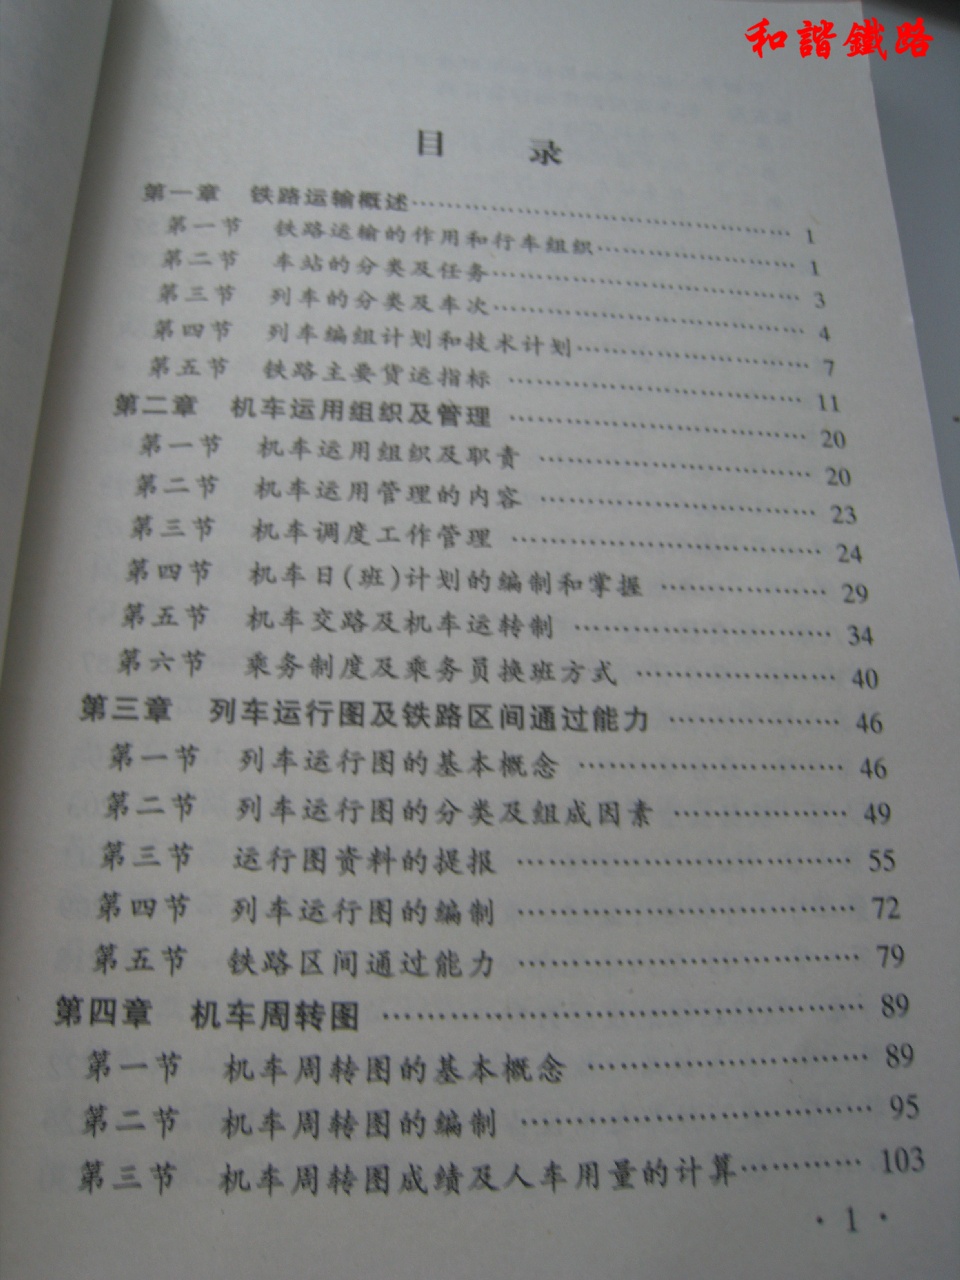 和諧鐵路
目 录
第一章 铁路运输概述……………………………………… 1
第一节 铁路运输的作用和行车组织…………………… 1
第二节 车站的分类及任务……………………………… 3
第三节 列车的分类及车次……………………………… 4
第四节 列车编组计划和技术计划……………………… 7
第五节 铁路主要货运指标 …………………………… 11
第二章 机车运用组织及管理 …………………………… 20
第一节 机车运用组织及职责 ………………………… 20
第二节 机车运用管理的内容 ………………………… 23
第三节 机车调度工作管理 …………………………… 24
第四节 机车日(班)计划的编制和掌握 ……………… 29
第五节 机车交路及机车运转制 ……………………… 34
第六节 乘务制度及乘务员换班方式 ………………… 40
第三章 列车运行图及铁路区间通过能力 ……………… 46
第一节 列车运行图的基本概念 ……………………… 46
第二节 列车运行图的分类及组成因素 ……………… 49
第三节 运行图资料的提报 …………………………… 55
第四节 列车运行图的编制 …………………………… 72
第五节 铁路区间通过能力 …………………………… 79
第四章 机车周转图 ……………………………………… 89
第一节 机车周转图的基本概念 ……………………… 89
第二节 机车周转图的编制 …………………………… 95
第三节 机车周转图成绩及人车用量的计算………… 103
· 1 ·